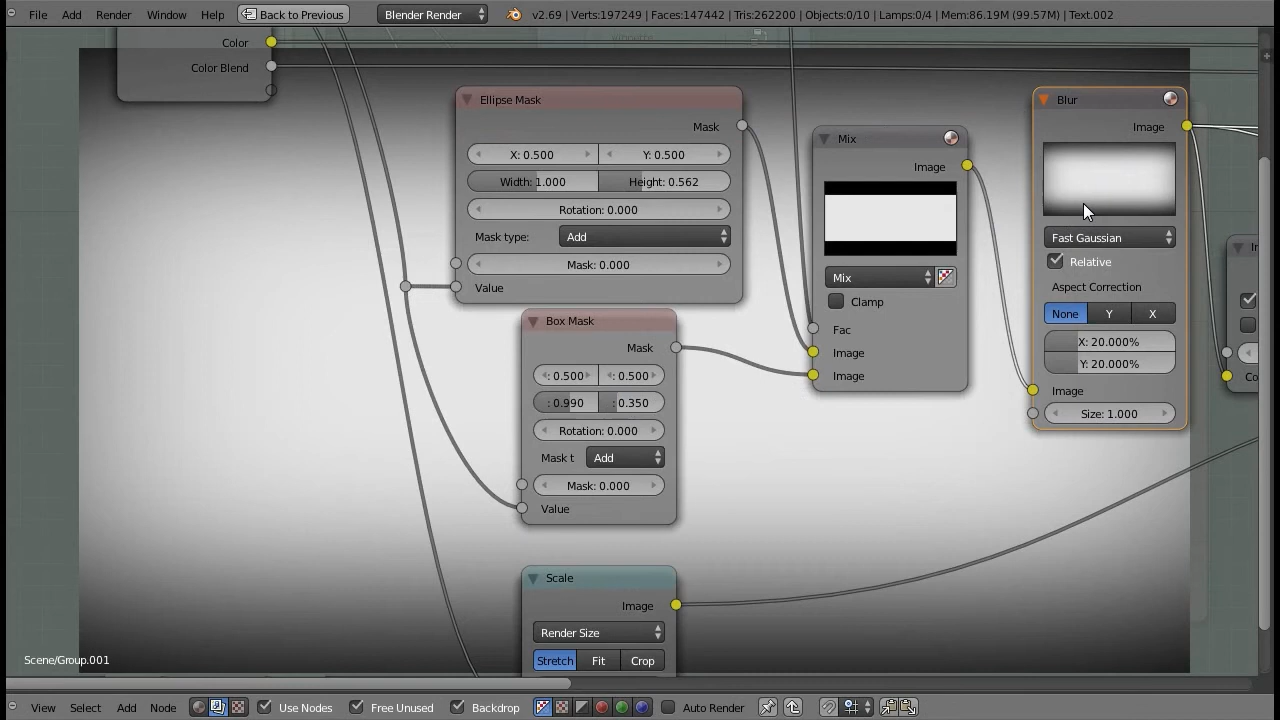 File Add Render Window Help Back to Previous Blender Render v2.69 | Verts:197249 | Faces:147442 | Tris:262200 | Objects:0/10 | Lamps:0/4 | Mem:86.19M (99.57M) | Text.002
Color
Color Blend
Ellipse Mask
Mask
X: 0.500 Y: 0.500
Width: 1.000 Height: 0.562
Rotation: 0.000
Mask type: Add
Mask: 0.000
Value
Box Mask
Mask
: 0.500 : 0.500
: 0.990 : 0.350
Rotation: 0.000
Mask t Add
Mask: 0.000
Value
Scale
Image
Render Size
Stretch Fit Crop
Mix
Image
Mix
Clamp
Fac
Image
Image
Blur
Image
Fast Gaussian
Relative
Aspect Correction
None Y X
X: 20.000%
Y: 20.000%
Image
Size: 1.000
Scene/Group.001
View Select Add Node Use Nodes Free Unused Backdrop Auto Render